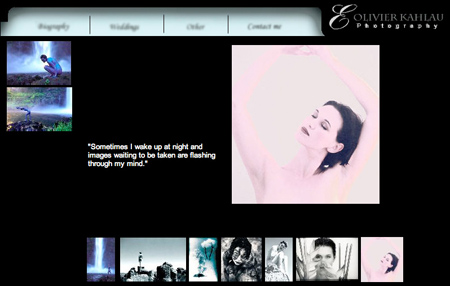 Biography Weddings Other Contact me
E OLIVIER KAHLAU
Photography
"Sometimes I wake up at night and
images waiting to be taken are flashing
through my mind."